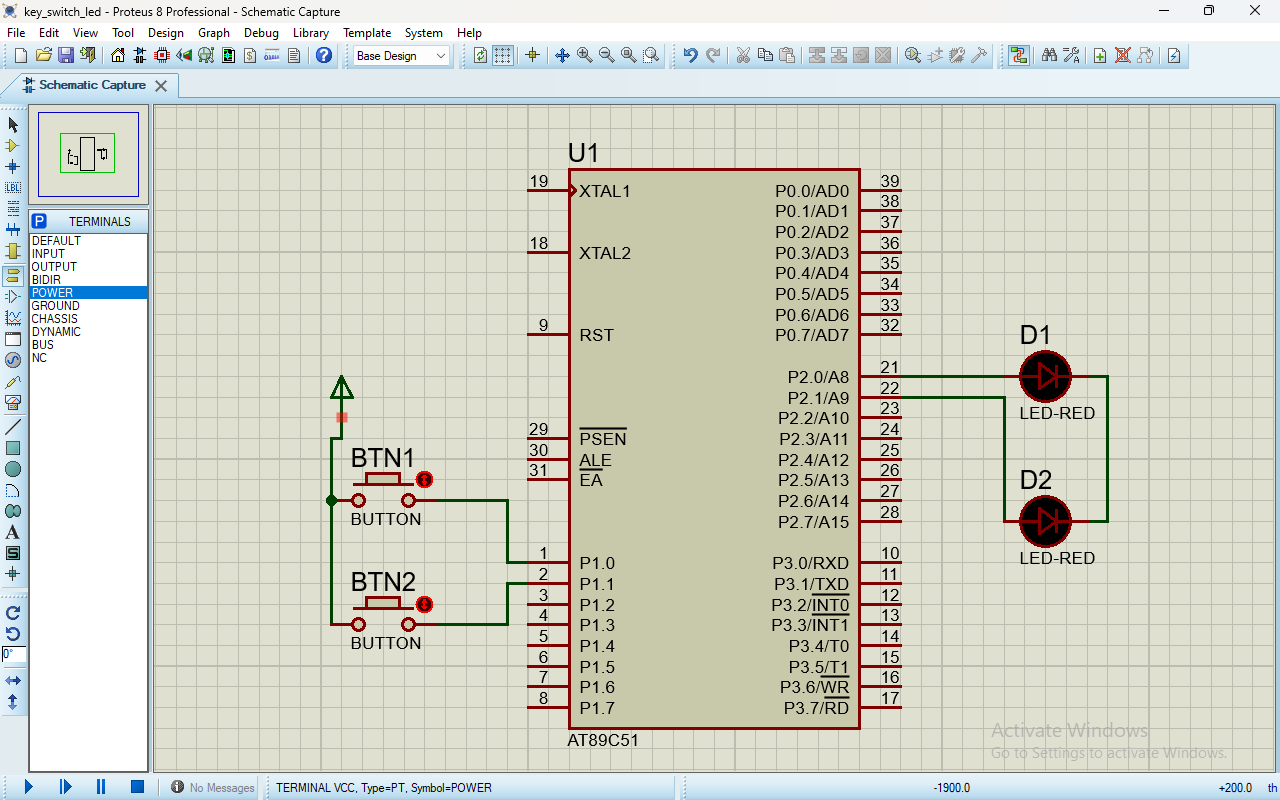 key_switch_led - Proteus 8 Professional - Schematic Capture
File Edit View Tool Design Graph Debug Library Template System Help
Base Design
Schematic Capture
P TERMINALS
DEFAULT
INPUT
OUTPUT
BIDIR
POWER
GROUND
CHASSIS
DYNAMIC
BUS
NC
LBL
A
S
0°
U1
19 XTAL1
18 XTAL2
9 RST
29 PSEN
30 ALE
31 EA
1 P1.0
2 P1.1
3 P1.2
4 P1.3
5 P1.4
6 P1.5
7 P1.6
8 P1.7
P0.0/AD0 39
P0.1/AD1 38
P0.2/AD2 37
P0.3/AD3 36
P0.4/AD4 35
P0.5/AD5 34
P0.6/AD6 33
P0.7/AD7 32
P2.0/A8 21
P2.1/A9 22
P2.2/A10 23
P2.3/A11 24
P2.4/A12 25
P2.5/A13 26
P2.6/A14 27
P2.7/A15 28
P3.0/RXD 10
P3.1/TXD 11
P3.2/INT0 12
P3.3/INT1 13
P3.4/T0 14
P3.5/T1 15
P3.6/WR 16
P3.7/RD 17
AT89C51
BTN1
BUTTON
BTN2
BUTTON
D1
LED-RED
D2
LED-RED
Activate Windows
Go to Settings to activate Windows.
No Messages
TERMINAL VCC, Type=PT, Symbol=POWER
-1900.0 +200.0 th